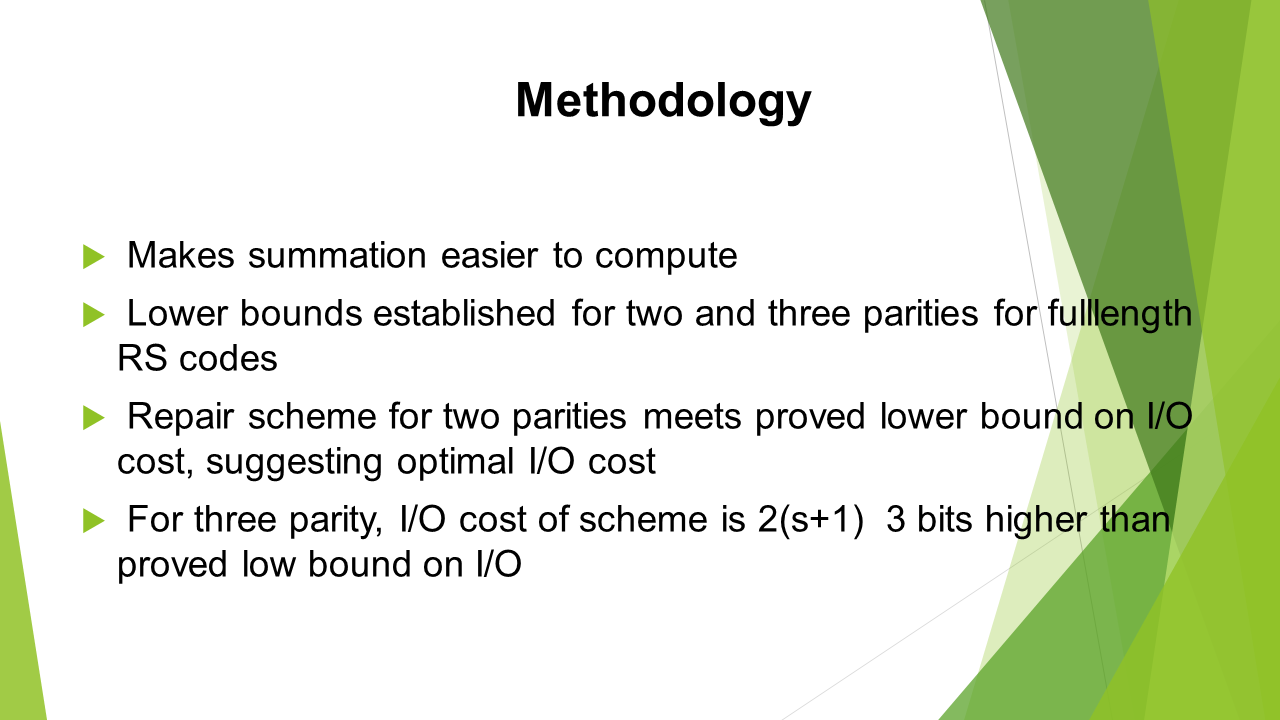 Methodology
Makes summation easier to compute
Lower bounds established for two and three parities for fulllength
RS codes
Repair scheme for two parities meets proved lower bound on I/O
cost, suggesting optimal I/O cost
For three parity, I/O cost of scheme is 2(s+1)  3 bits higher than
proved low bound on I/O